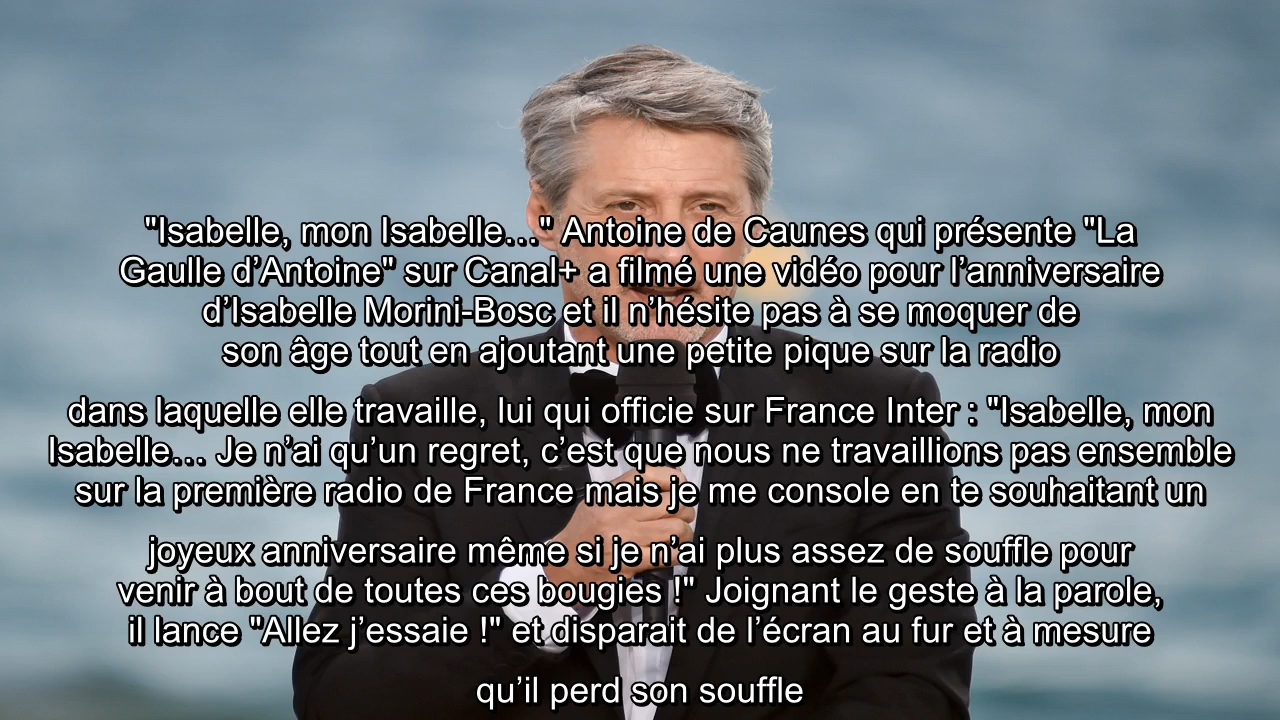 "Isabelle, mon Isabelle…" Antoine de Caunes qui présente "La
Gaulle d’Antoine" sur Canal+ a filmé une vidéo pour l’anniversaire
d’Isabelle Morini-Bosc et il n’hésite pas à se moquer de
son âge tout en ajoutant une petite pique sur la radio
dans laquelle elle travaille, lui qui officie sur France Inter : "Isabelle, mon
Isabelle… Je n’ai qu’un regret, c’est que nous ne travaillions pas ensemble
sur la première radio de France mais je me console en te souhaitant un
joyeux anniversaire même si je n’ai plus assez de souffle pour
venir à bout de toutes ces bougies !" Joignant le geste à la parole,
il lance "Allez j’essaie !" et disparait de l’écran au fur et à mesure
qu’il perd son souffle